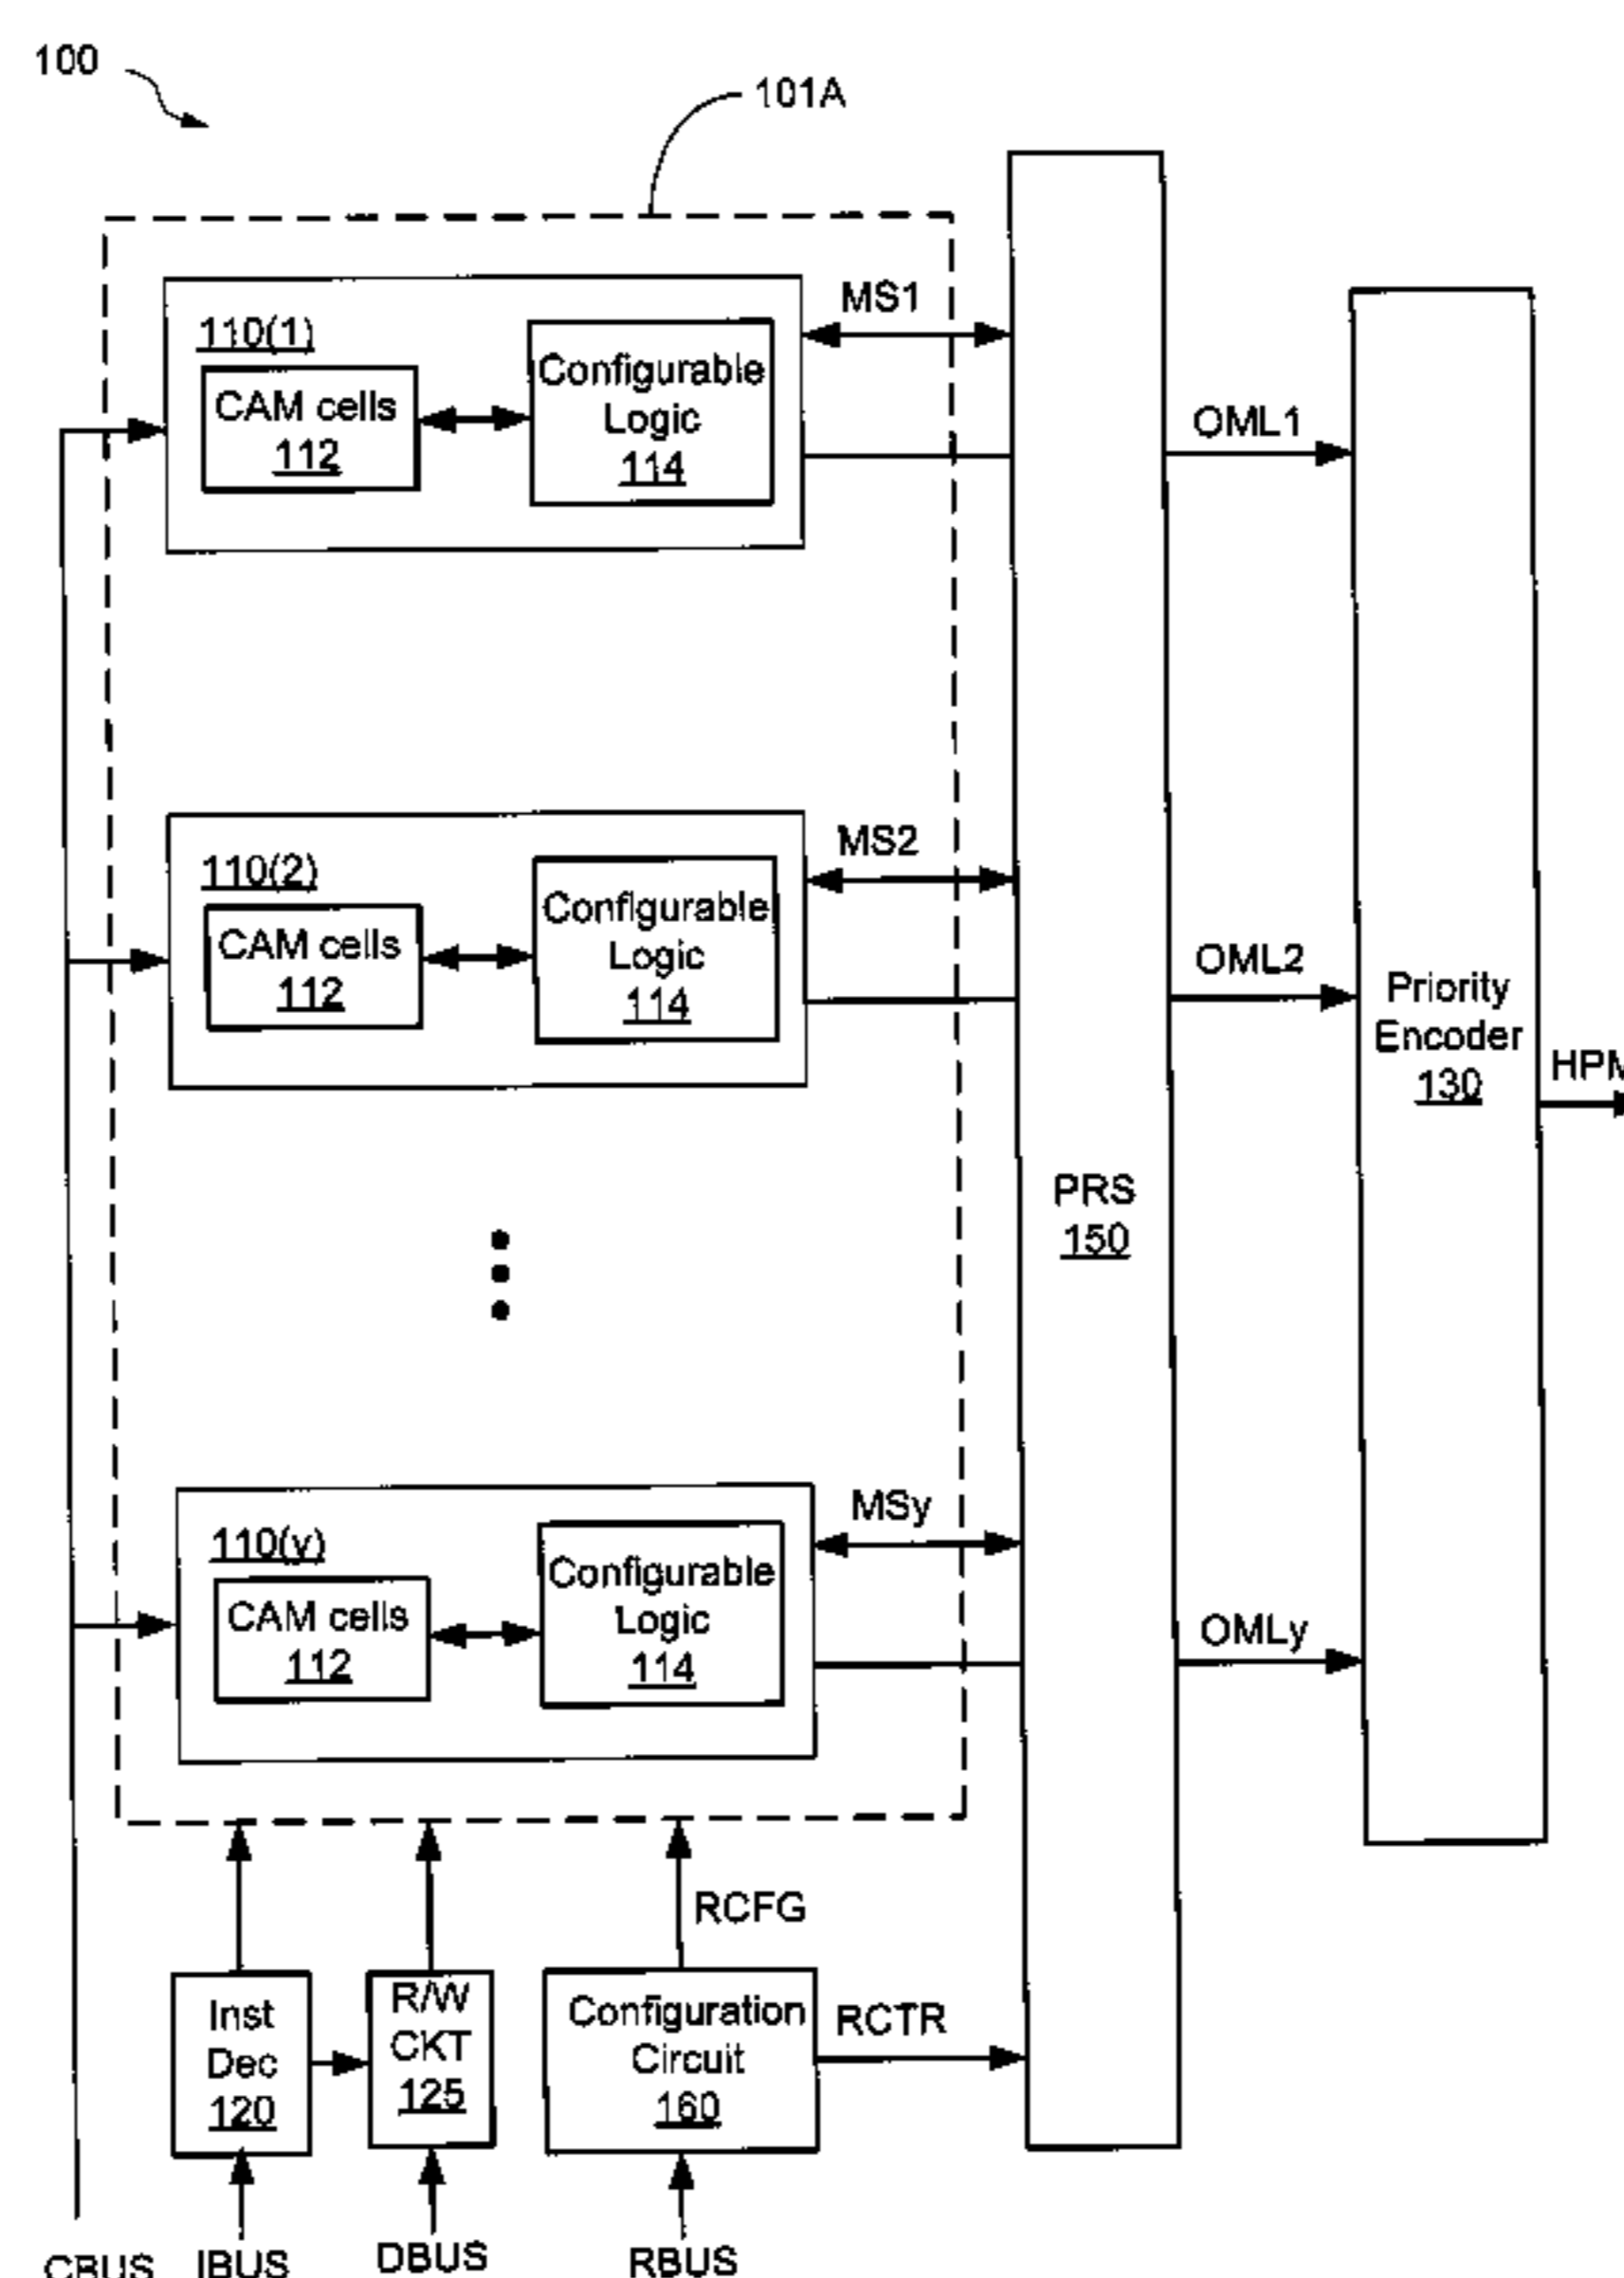 100
101A
MS1
110(1)
Configurable
Logic
114
CAM cells
112
OML1
MS2
110(2)
Configurable
Logic
114
CAM cells
112
OML2
Priority
Encoder
130
HPM
PRS
150
MSy
110(y)
Configurable
Logic
114
CAM cells
112
OMLy
RCFG
Inst
Dec
120
R/W
CKT
125
Configuration
Circuit
160
RCTR
CBUS
IBUS
DBUS
RBUS